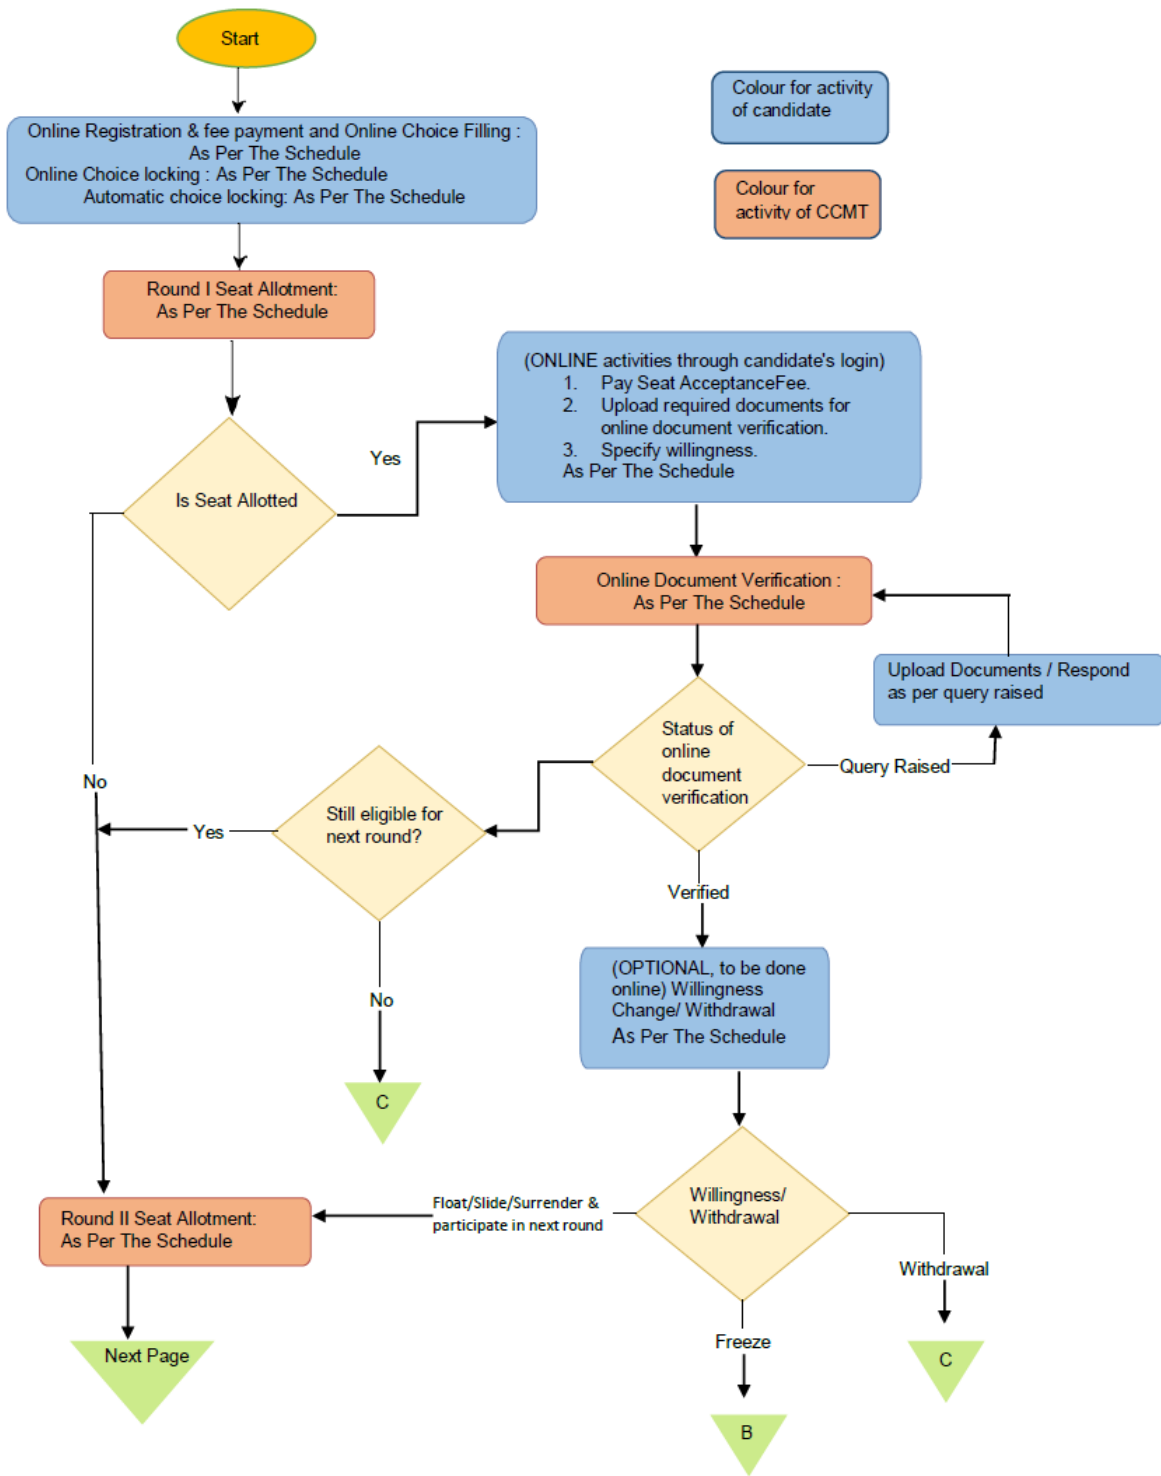 Start
Colour for activity
of candidate
Online Registration & fee payment and Online Choice Filling :
As Per The Schedule
Online Choice locking : As Per The Schedule
Automatic choice locking: As Per The Schedule
Colour for
activity of CCMT
Round I Seat Allotment:
As Per The Schedule
(ONLINE activities through candidate's login)
1. Pay Seat AcceptanceFee.
2. Upload required documents for
online document verification.
3. Specify willingness.
As Per The Schedule
Yes
Is Seat Allotted
Online Document Verification :
As Per The Schedule
Upload Documents / Respond
as per query raised
Status of
online
document
verification
Query Raised
No
Still eligible for
next round?
Yes
Verified
(OPTIONAL, to be done
online) Willingness
Change/ Withdrawal
As Per The Schedule
No
C
Float/Slide/Surrender &
participate in next round
Willingness/
Withdrawal
Round II Seat Allotment:
As Per The Schedule
Withdrawal
Freeze
Next Page
C
B